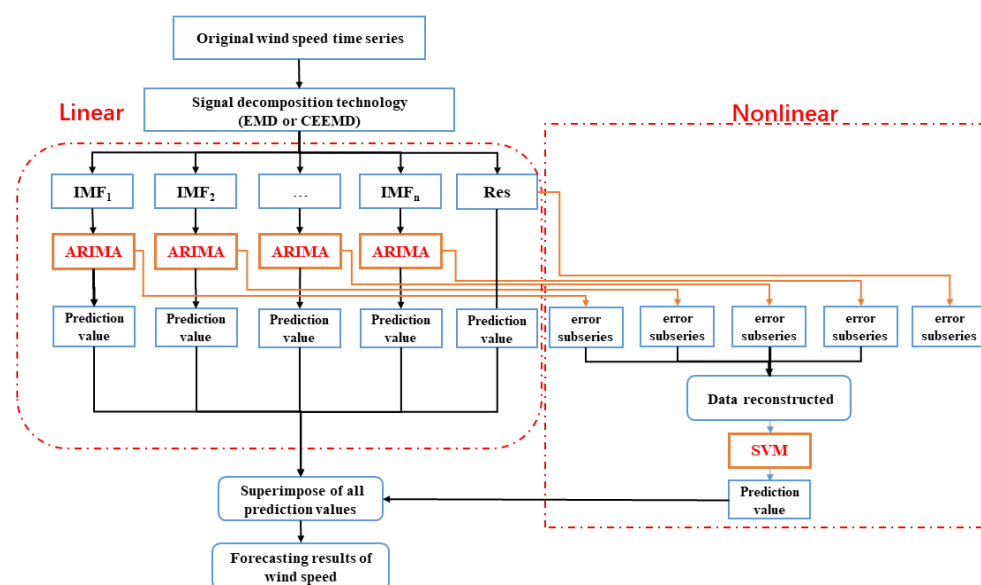 Original wind speed time series
Linear
Signal decomposition technology
(EMD or CEEMD)
Nonlinear
IMF1
IMF2
...
IMFn
Res
ARIMA
ARIMA
ARIMA
ARIMA
Prediction
value
Prediction
value
Prediction
value
Prediction
value
Prediction
value
error
subseries
error
subseries
error
subseries
error
subseries
error
subseries
Data reconstructed
SVM
Prediction
value
Superimpose of all
prediction values
Forecasting results of
wind speed